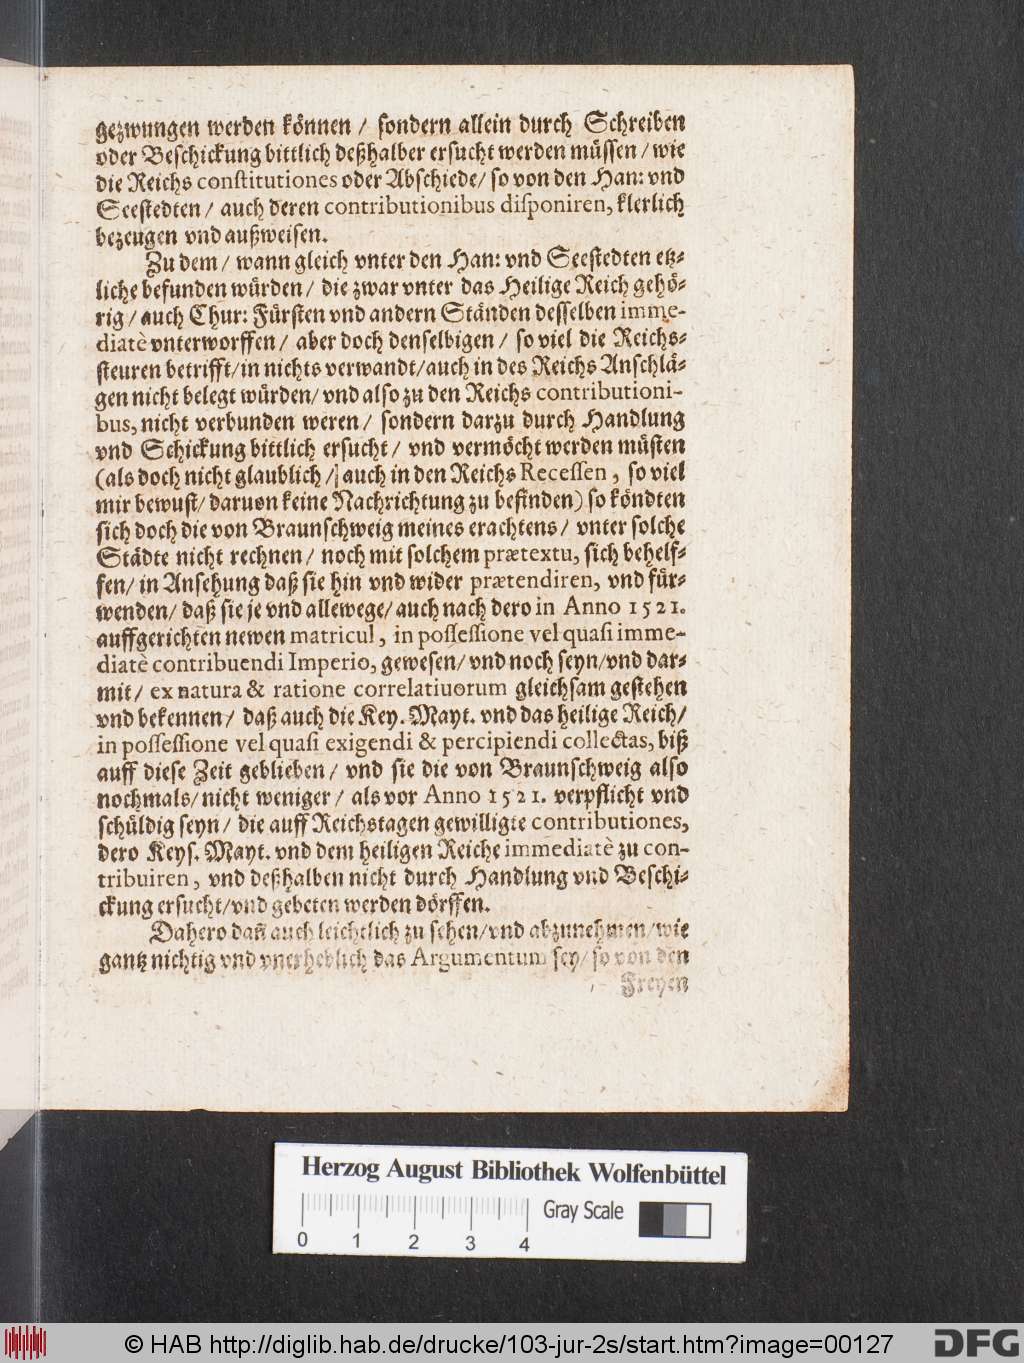 gezwungen werden können / sondern allein durch Schreiben
oder Beschickung bittlich deßhalber ersucht werden müssen / wie
die Reichs constitutiones oder Abschiede / so von den Han: vnd
Seestedten / auch deren contributionibus disponiren, klerlich
bezeugen vnd außweisen.
Zu dem / wann gleich vnter den Han: vnd Seestedten etz-
liche befunden würden / die zwar vnter das Heilige Reich gehö-
rig / auch Chur: Fürsten vnd andern Ständen desselben imme-
diatè vnterworffen / aber doch denselbigen / so viel die Reichs-
steuren betrifft / in nichts verwandt / auch in des Reichs Anschlä-
gen nicht belegt würden / vnd also zu den Reichs contributioni-
bus, nicht verbunden weren / sondern darzu durch Handlung
vnd Schickung bittlich ersucht / vnd vermöcht werden müsten
(als doch nicht glaublich / auch in den Reichs Recessen, so viel
mir bewust / daruon keine Nachrichtung zu befinden) so köndten
sich doch die von Braunschweig meines erachtens / vnter solche
Städte nicht rechnen / noch mit solchem prætextu, sich behelf-
fen / in Ansehung daß sie hin vnd wider prætendiren, vnd für-
wenden / daß sie je vnd allewege / auch nach dero in Anno 1521.
auffgerichten newen matricul, in possessione vel quasi imme-
diatè contribuendi Imperio, gewesen / vnd noch seyn / vnd dar-
mit / ex natura & ratione correlatiuorum gleichsam gestehen
vnd bekennen / daß auch die Key. Mayt. vnd das heilige Reich /
in possessione vel quasi exigendi & percipiendi collectas, biß
auff diese Zeit geblieben / vnd sie die von Braunschweig also
nochmals / nicht weniger / als vor Anno 1521. verpflicht vnd
schüldig seyn / die auff Reichstagen gewilligte contributiones,
dero Keys. Mayt. vnd dem heiligen Reiche immediatè zu con-
tribuiren, vnd deßhalben nicht durch Handlung vnd Beschi-
ckung ersucht / vnd gebeten werden dörffen.
Dahero dañ auch leichtlich zu sehen / vnd abzunehmen / wie
gantz nichtig vnd vnerheblich das Argumentum sey / so von den
Freyen
Herzog August Bibliothek Wolfenbüttel
0 1 2 3 4
Gray Scale
© HAB http://diglib.hab.de/drucke/103-jur-2s/start.htm?image=00127
DFG